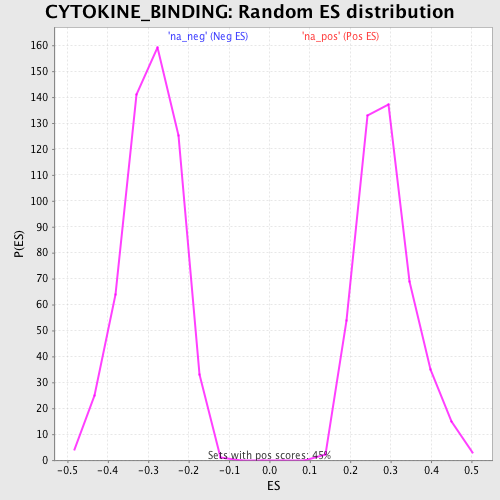 CYTOKINE_BINDING: Random ES distribution
'na_neg' (Neg ES) 'na_pos' (Pos ES)
160
150
140
130
120
110
100
90
80
70
60
50
40
30
20
10
0
P(ES)
Sets with pos scores: 45%
-0.5 -0.4 -0.3 -0.2 -0.1 0.0 0.1 0.2 0.3 0.4 0.5
ES